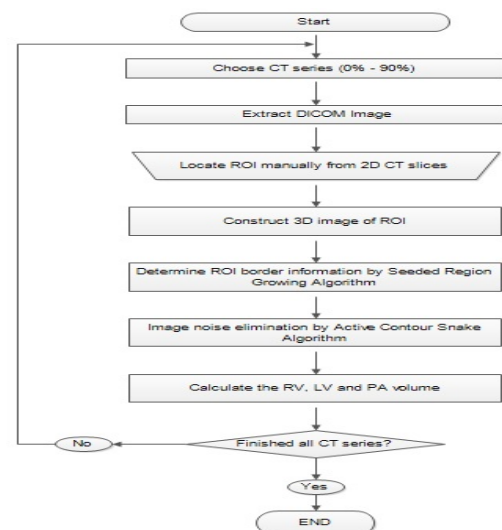 Start
Choose CT series (0% - 90%)
Extract DICOM Image
Locate ROI manually from 2D CT slices
Construct 3D image of ROI
Determine ROI border information by Seeded Region
Growing Algorithm
Image noise elimination by Active Contour Snake
Algorithm
Calculate the RV, LV and PA volume
Finished all CT series?
No
Yes
END